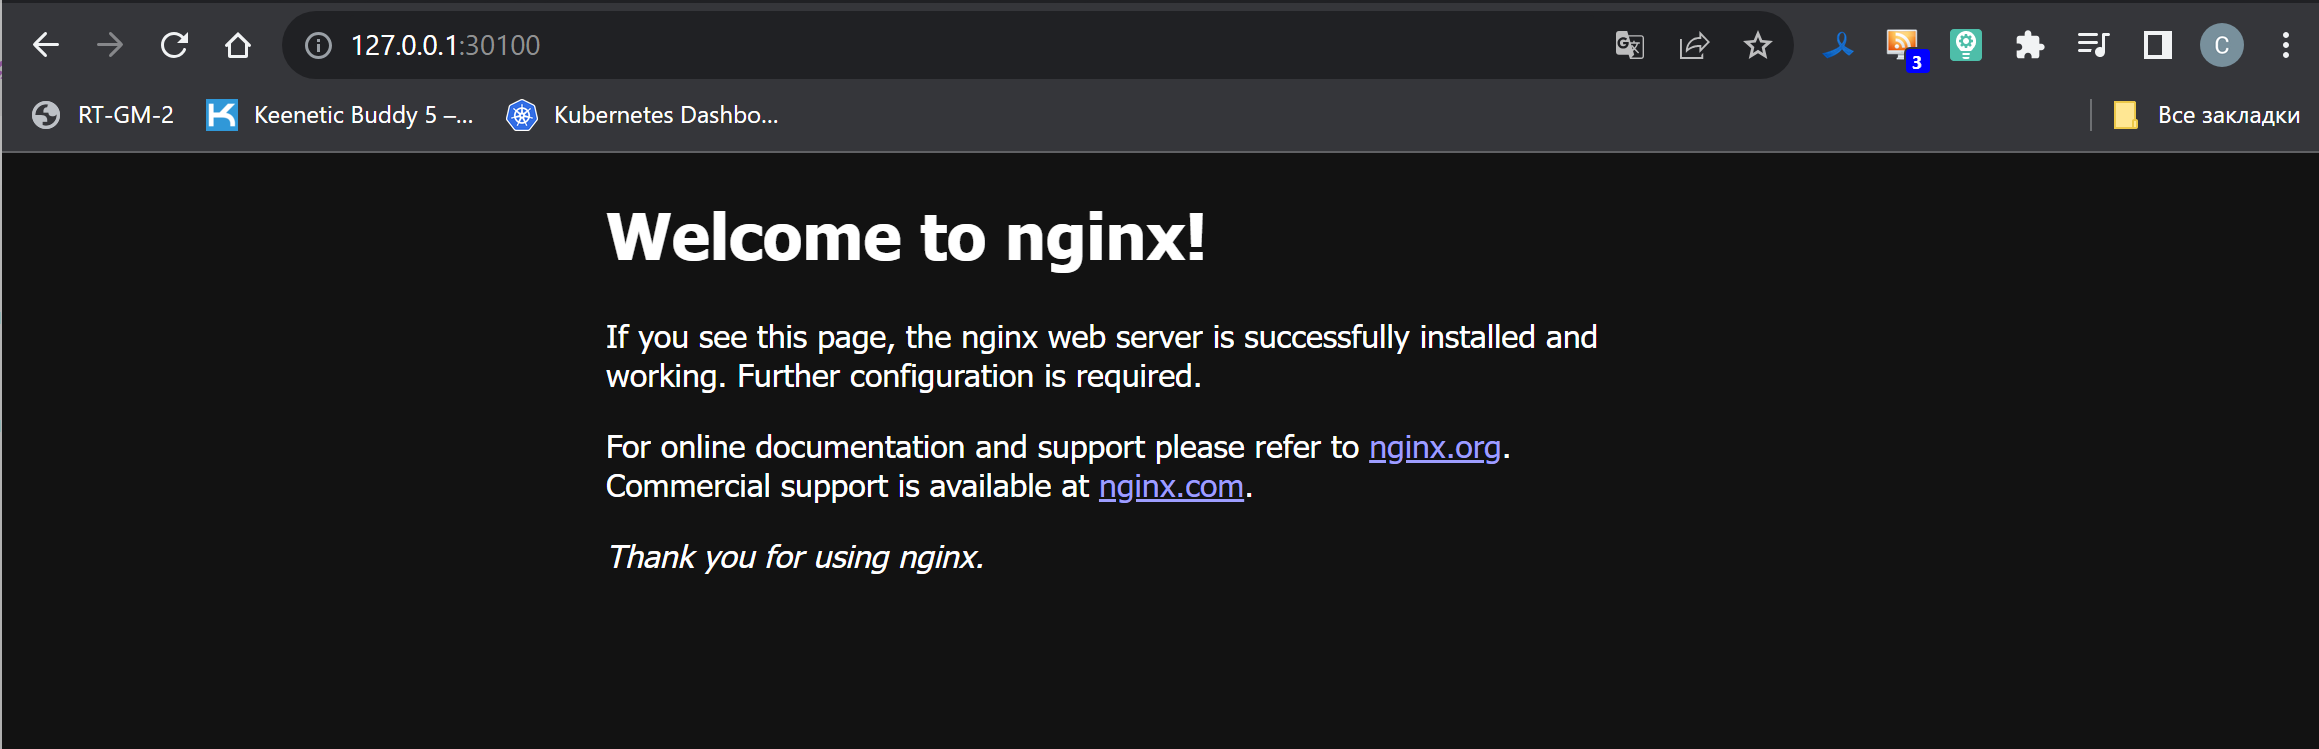 127.0.0.1:30100
3
C
RT-GM-2
Keenetic Buddy 5 –...
Kubernetes Dashbo...
Все закладки
Welcome to nginx!
If you see this page, the nginx web server is successfully installed and
working. Further configuration is required.
For online documentation and support please refer to nginx.org.
Commercial support is available at nginx.com.
Thank you for using nginx.